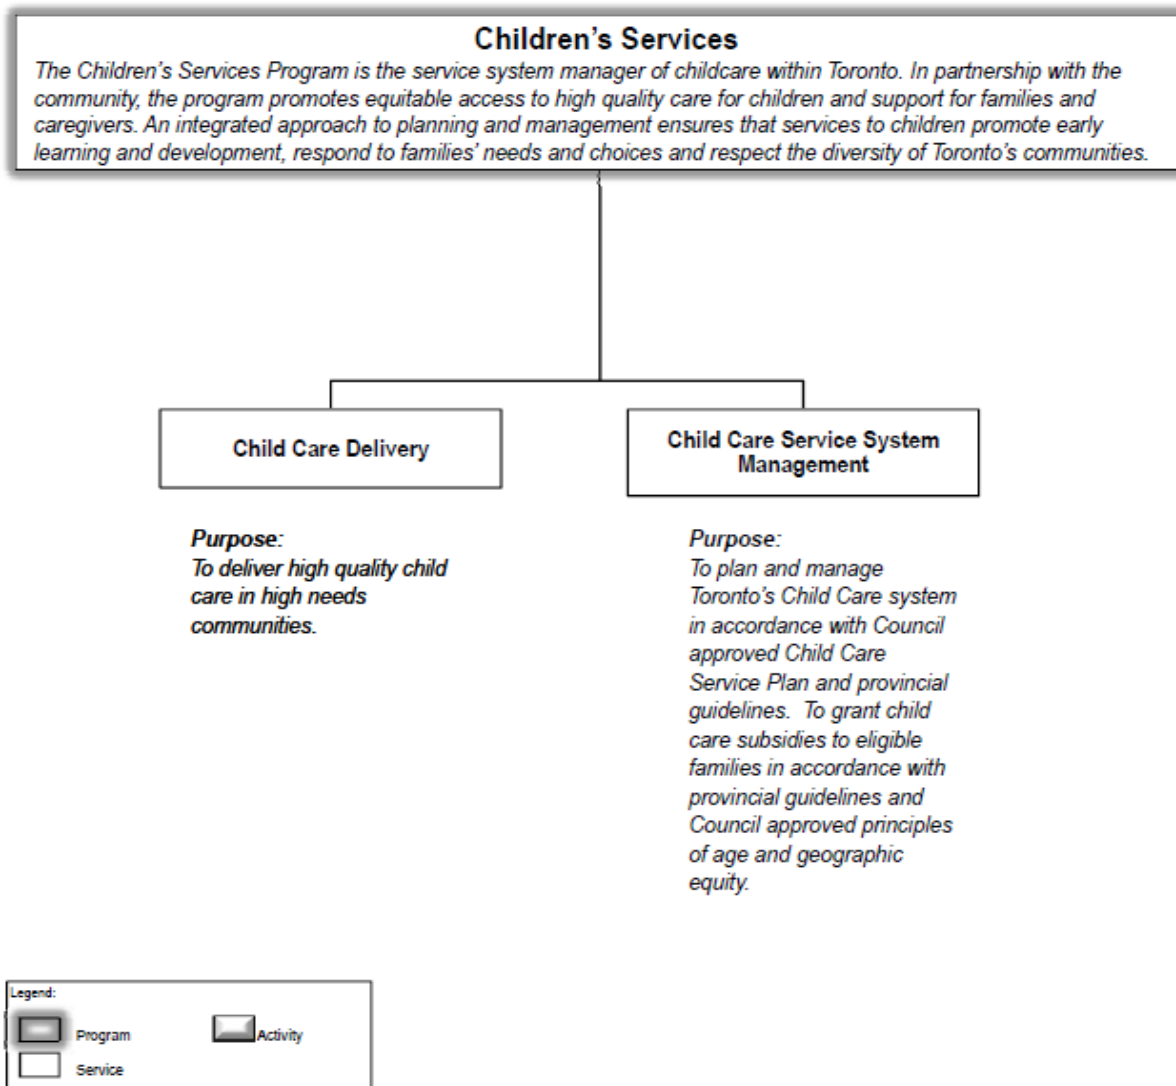 Children's Services
The Children's Services Program is the service system manager of childcare within Toronto. In partnership with the
community, the program promotes equitable access to high quality care for children and support for families and
caregivers. An integrated approach to planning and management ensures that services to children promote early
learning and development, respond to families' needs and choices and respect the diversity of Toronto's communities.
Child Care Delivery
Child Care Service System
Management
Purpose:
To deliver high quality child
care in high needs
communities.
Purpose:
To plan and manage
Toronto's Child Care system
in accordance with Council
approved Child Care
Service Plan and provincial
guidelines.  To grant child
care subsidies to eligible
families in accordance with
provincial guidelines and
Council approved principles
of age and geographic
equity.
Legend:
Program
Activity
Service